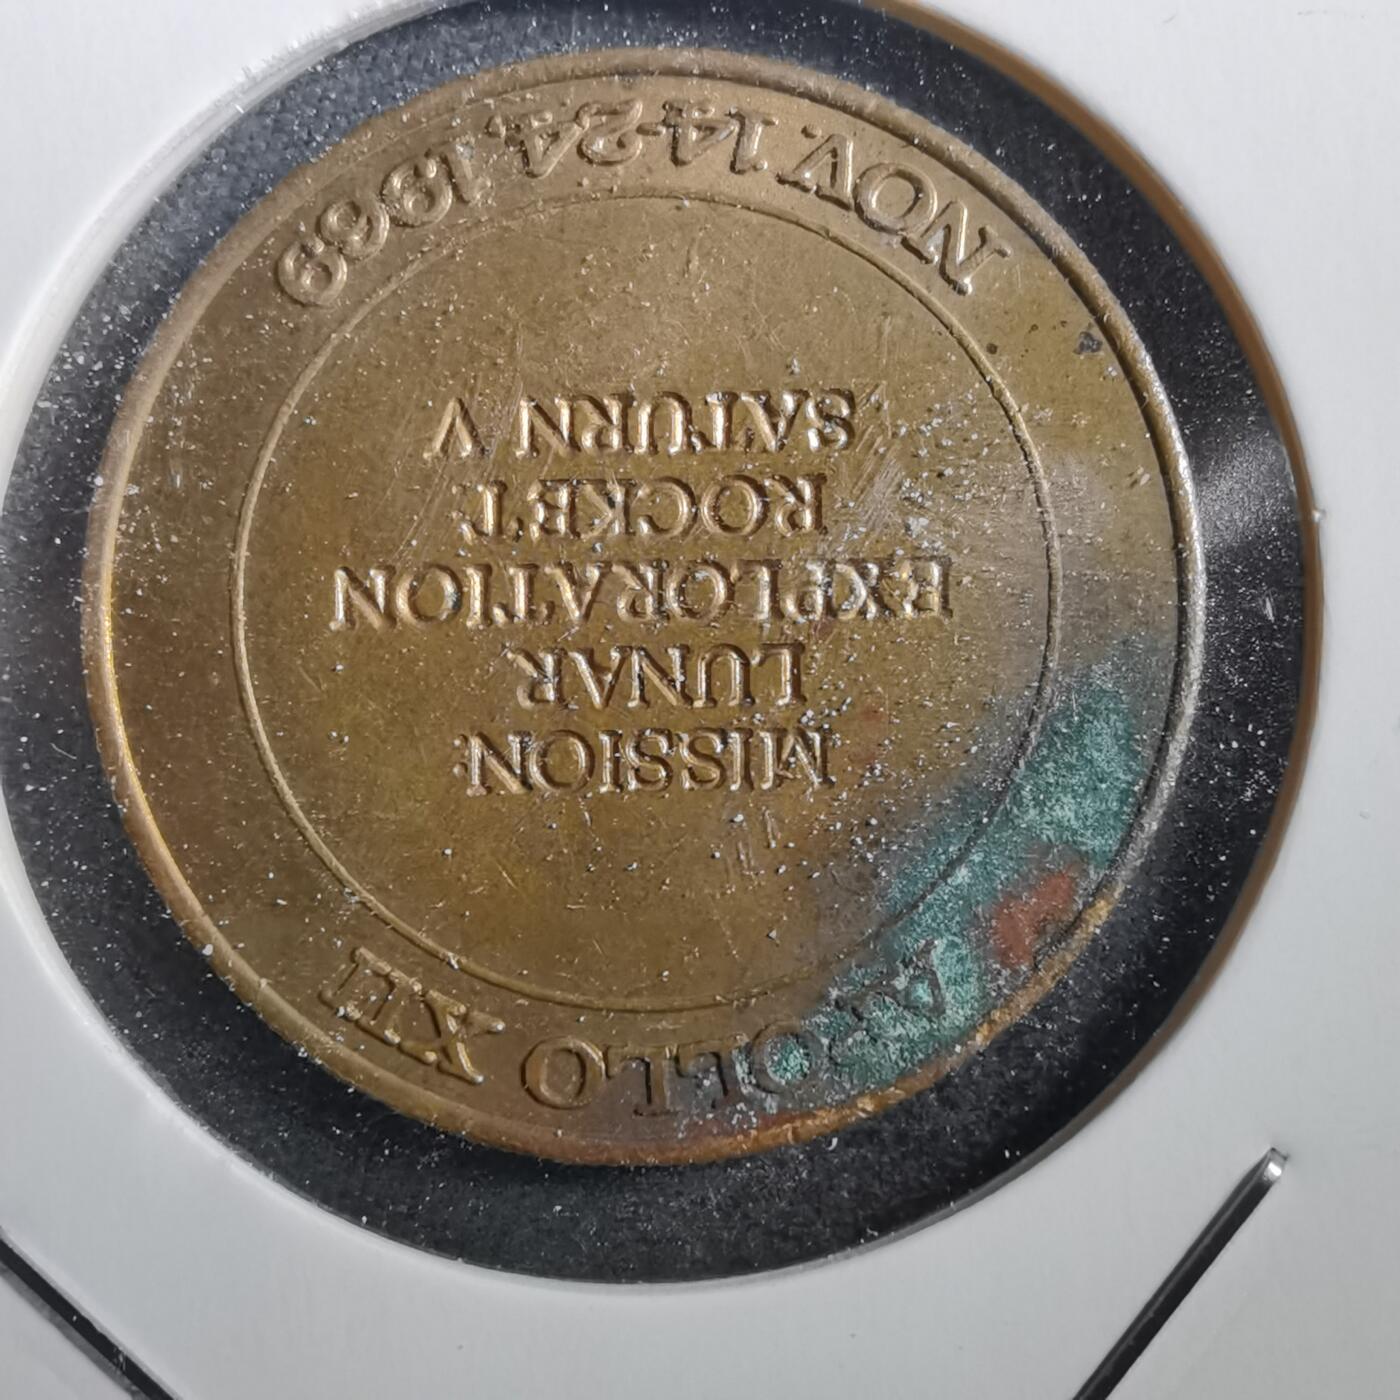 APOLLO XII
MISSION:
LUNAR
EXPLORATION
ROCKET:
SATURN V
NOV. 14-24, 1969